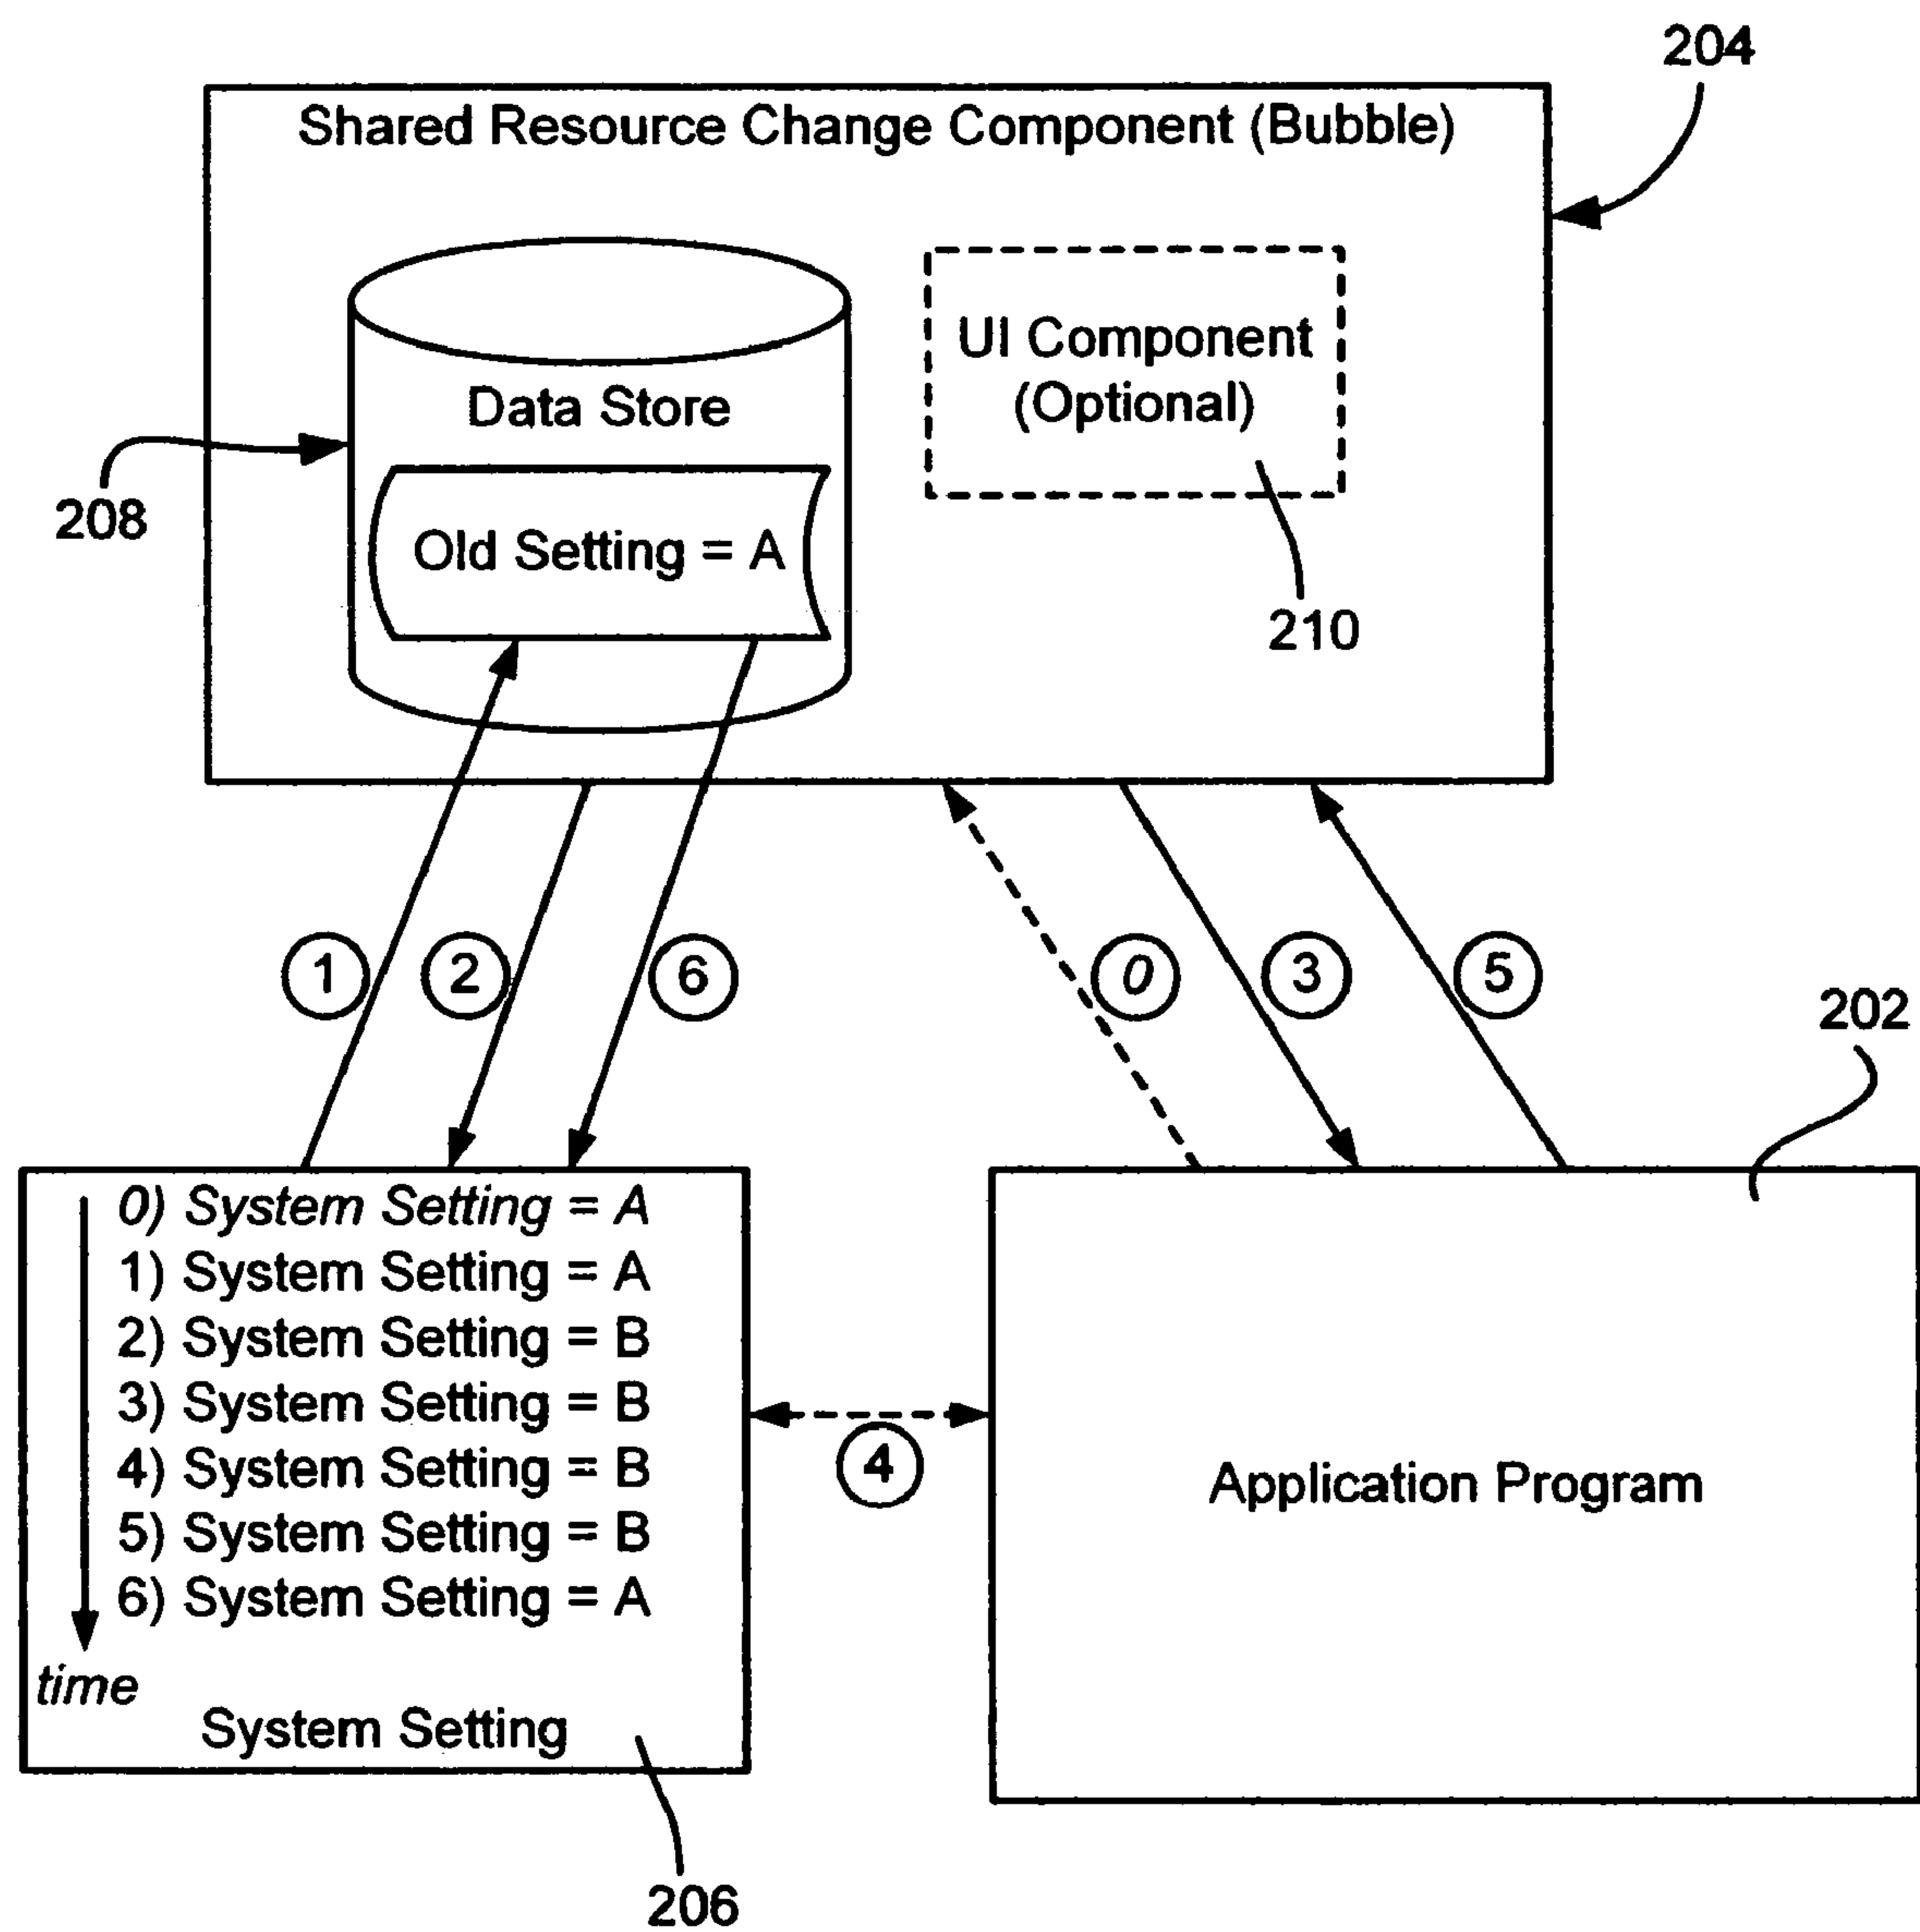 204
Shared Resource Change Component (Bubble)
UI Component
(Optional)
Data Store
208
Old Setting = A
210
1
2
6
0
3
5
202
0) System Setting = A
1) System Setting = A
2) System Setting = B
3) System Setting = B
4) System Setting = B
5) System Setting = B
6) System Setting = A
time
System Setting
4
Application Program
206